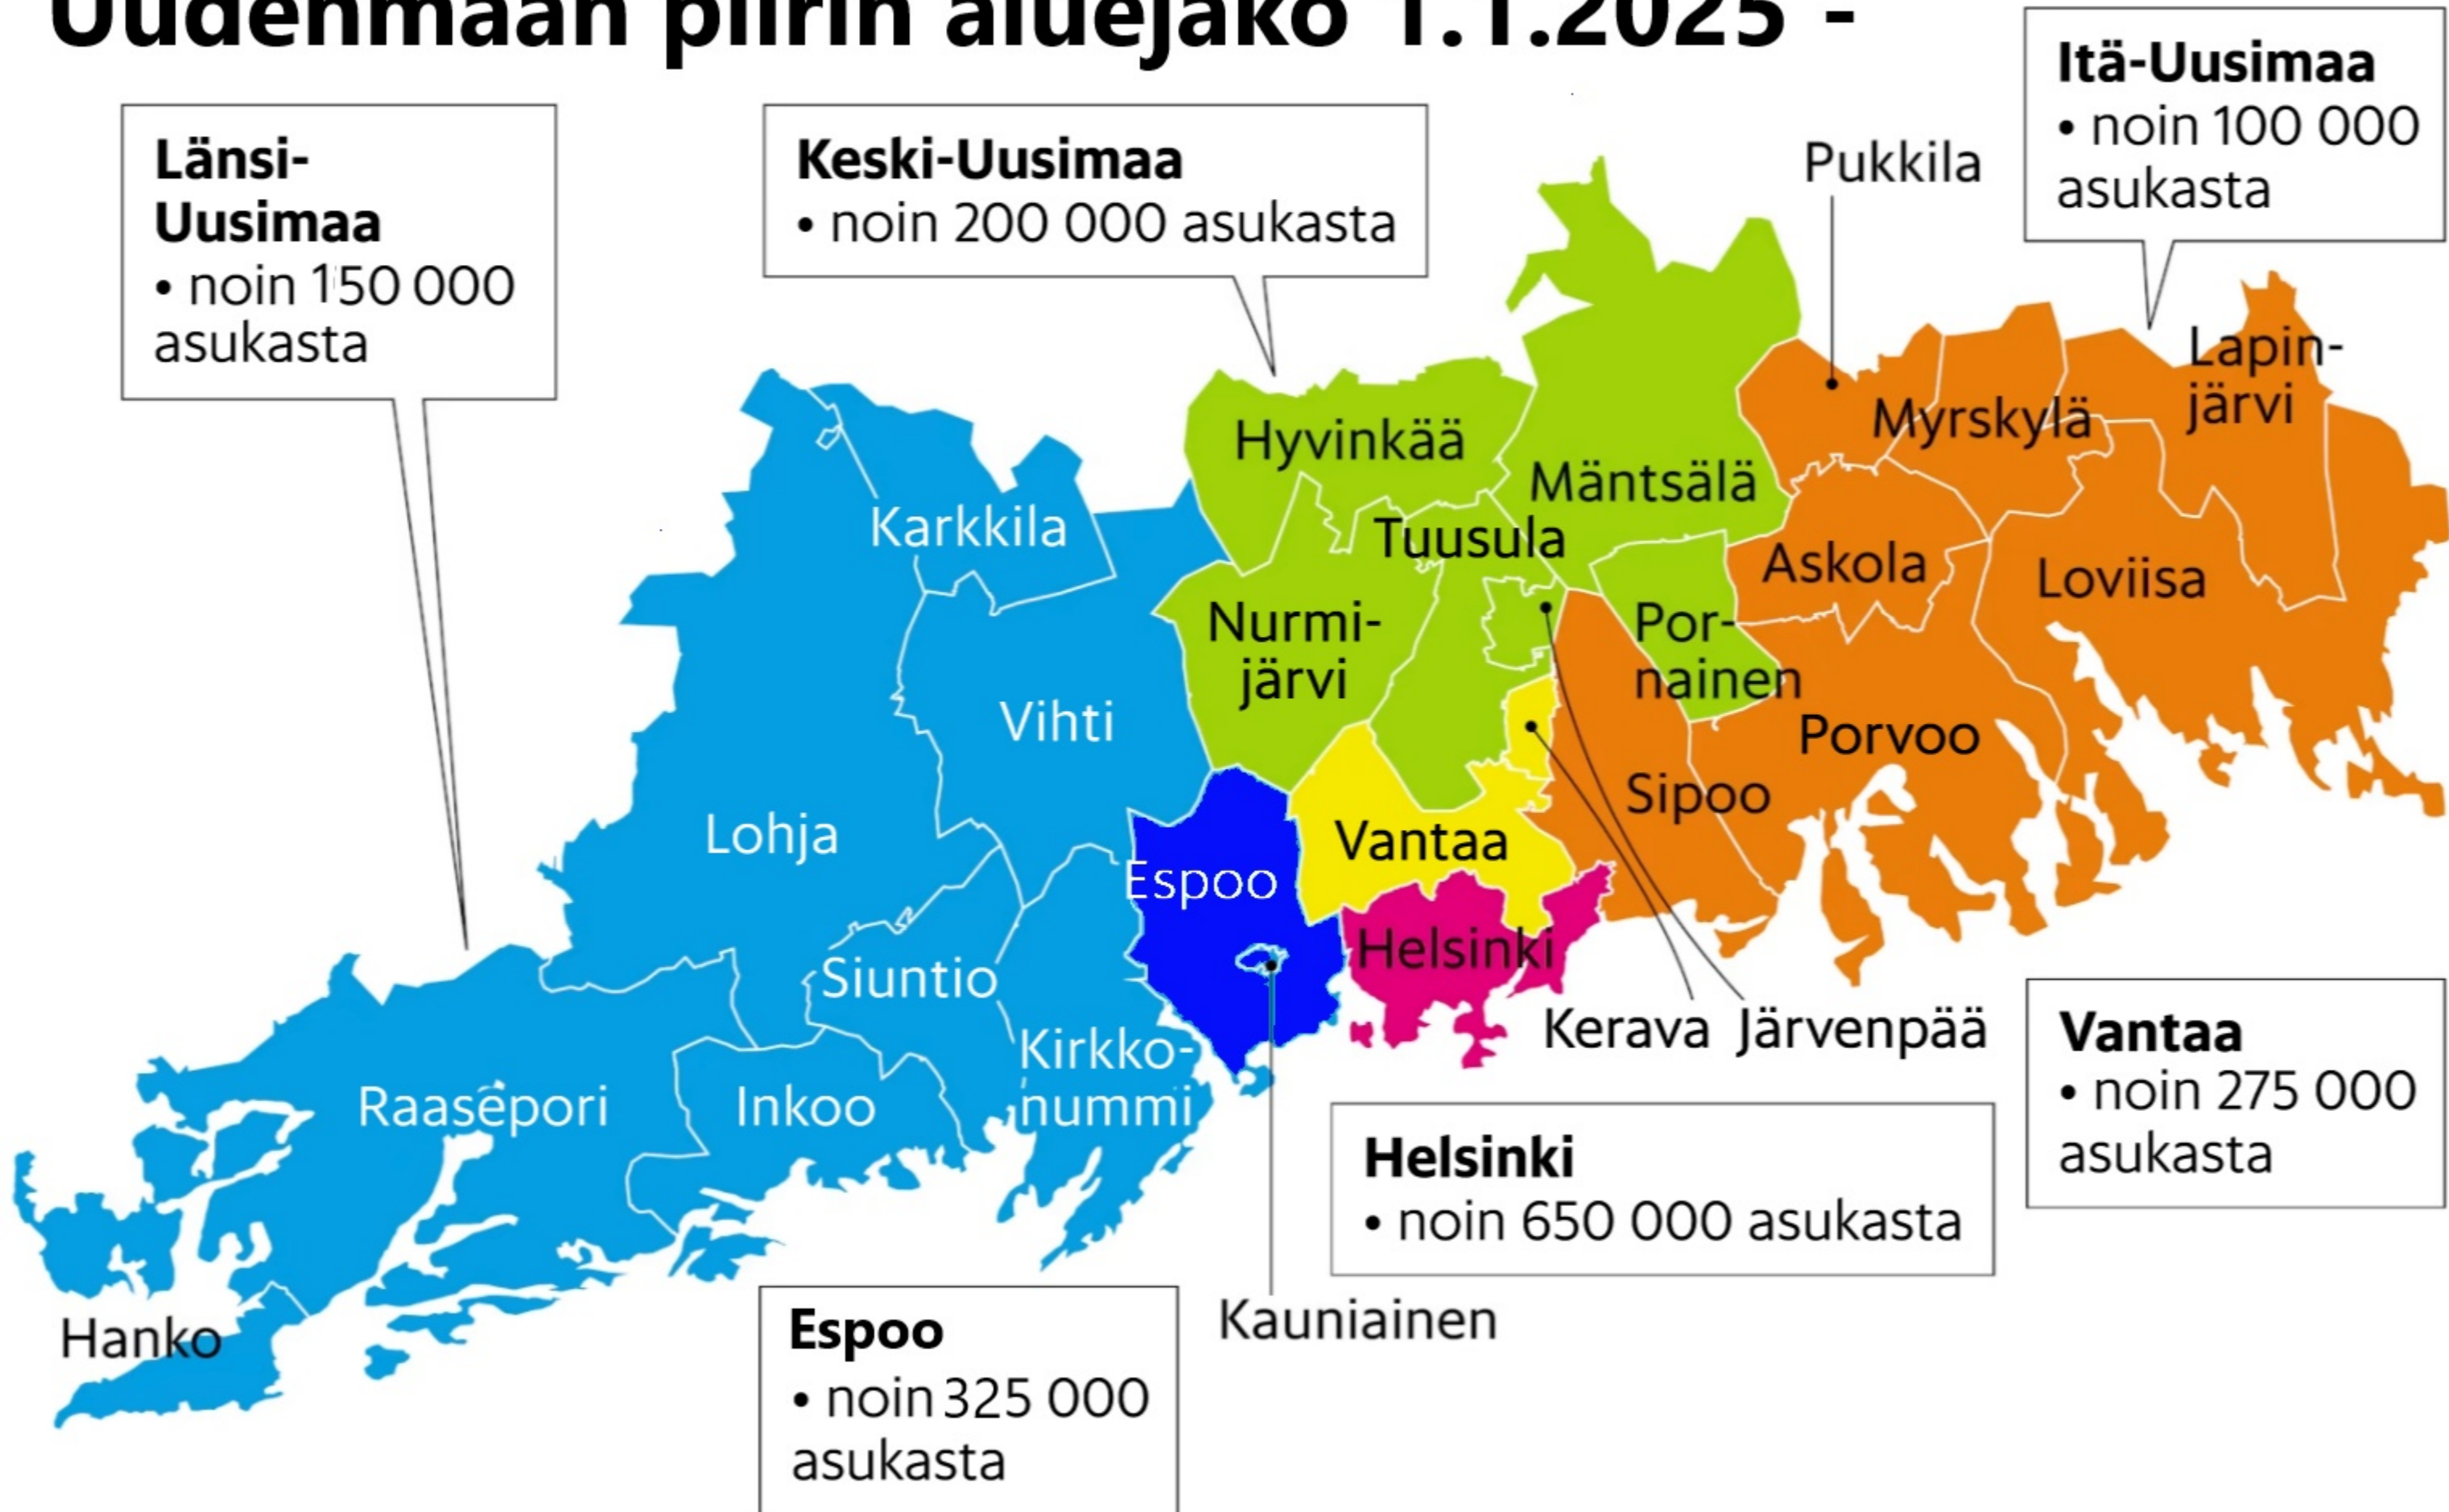 Uudenmaan piirin aluejako 1.1.2025 -
Länsi-
Uusimaa
• noin 150 000
asukasta
Keski-Uusimaa
• noin 200 000 asukasta
Itä-Uusimaa
• noin 100 000
asukasta
Pukkila
Lapin-
järvi
Myrskylä
Hyvinkää
Mäntsälä
Karkkila
Tuusula
Askola
Loviisa
Nurmi-
järvi
Por-
nainen
Vihti
Porvoo
Sipoo
Lohja
Vantaa
Espoo
Helsinki
Siuntio
Kerava
Järvenpää
Kirkko-
nummi
Raasepori
Inkoo
Vantaa
• noin 275 000
asukasta
Helsinki
• noin 650 000 asukasta
Kauniainen
Hanko
Espoo
• noin 325 000
asukasta